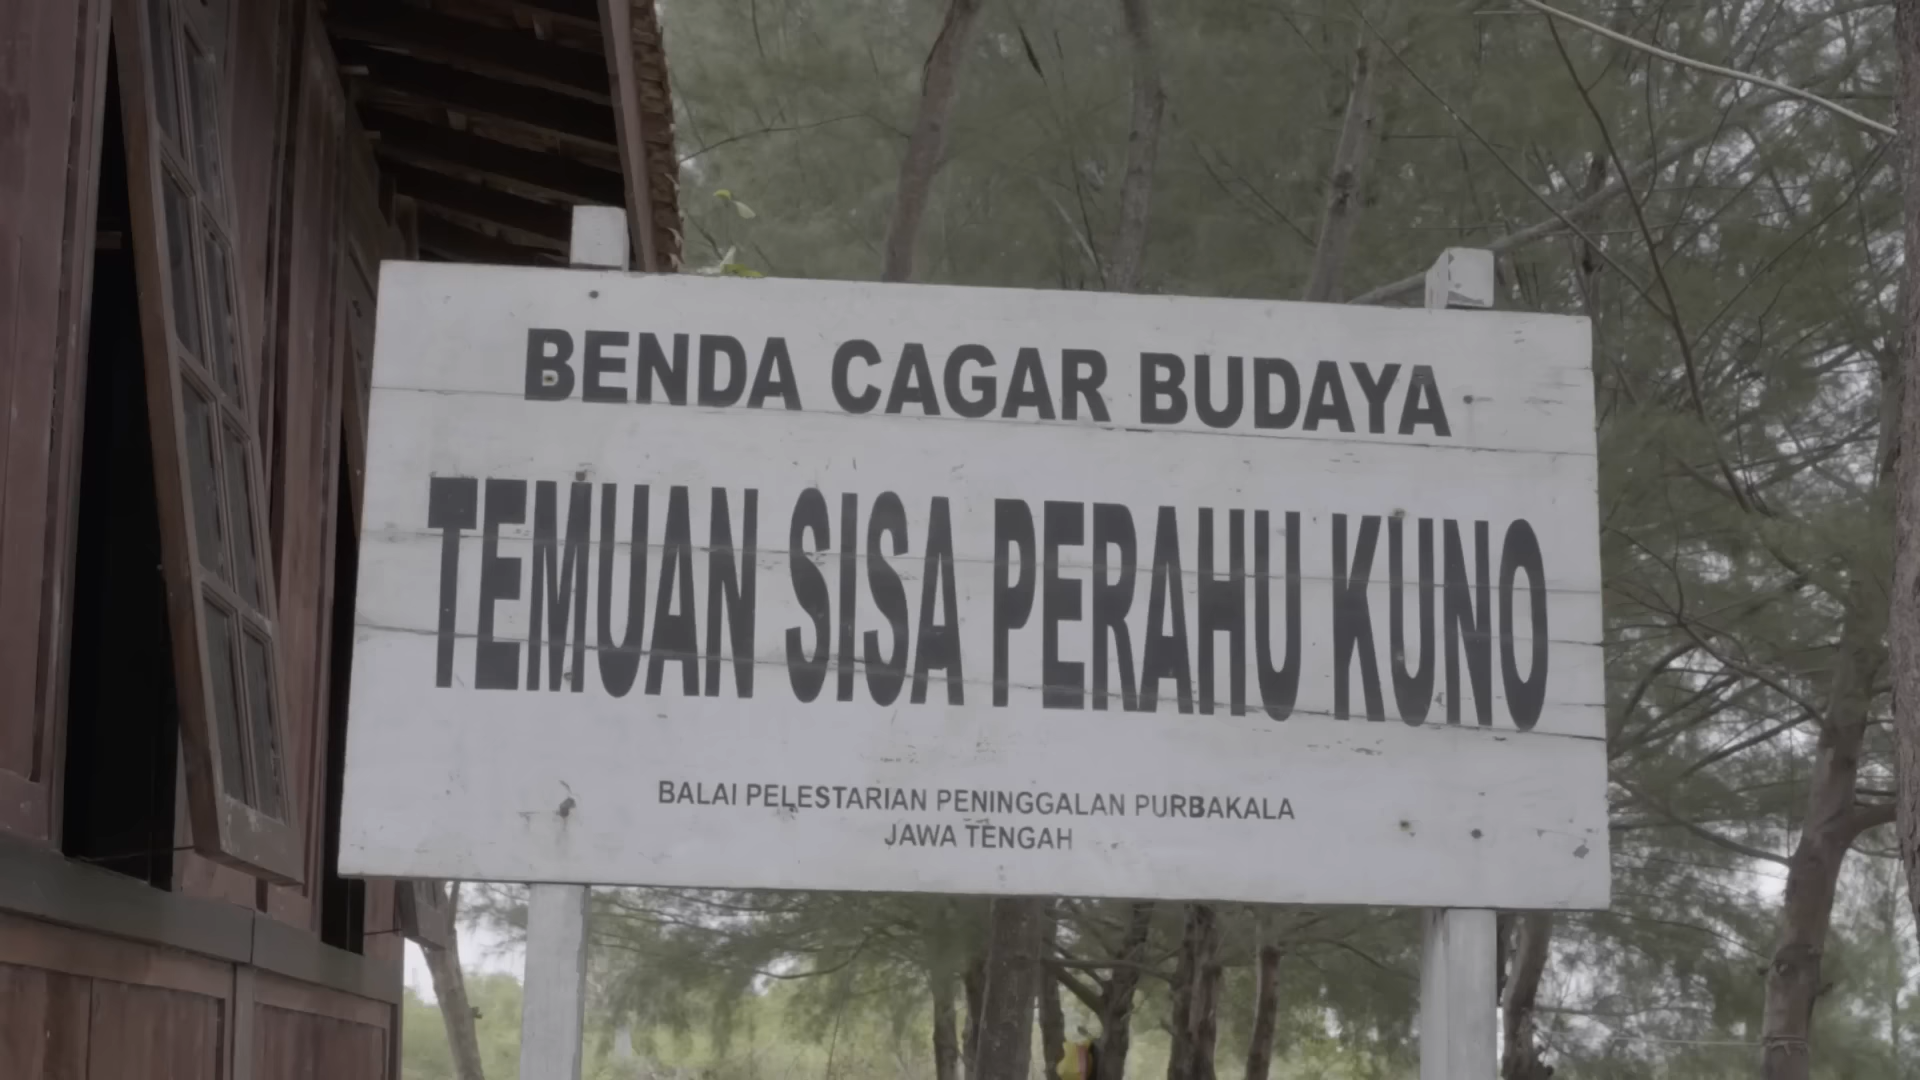 BENDA CAGAR BUDAYA
TEMUAN SISA PERAHU KUNO
BALAI PELESTARIAN PENINGGALAN PURBAKALA
JAWA TENGAH